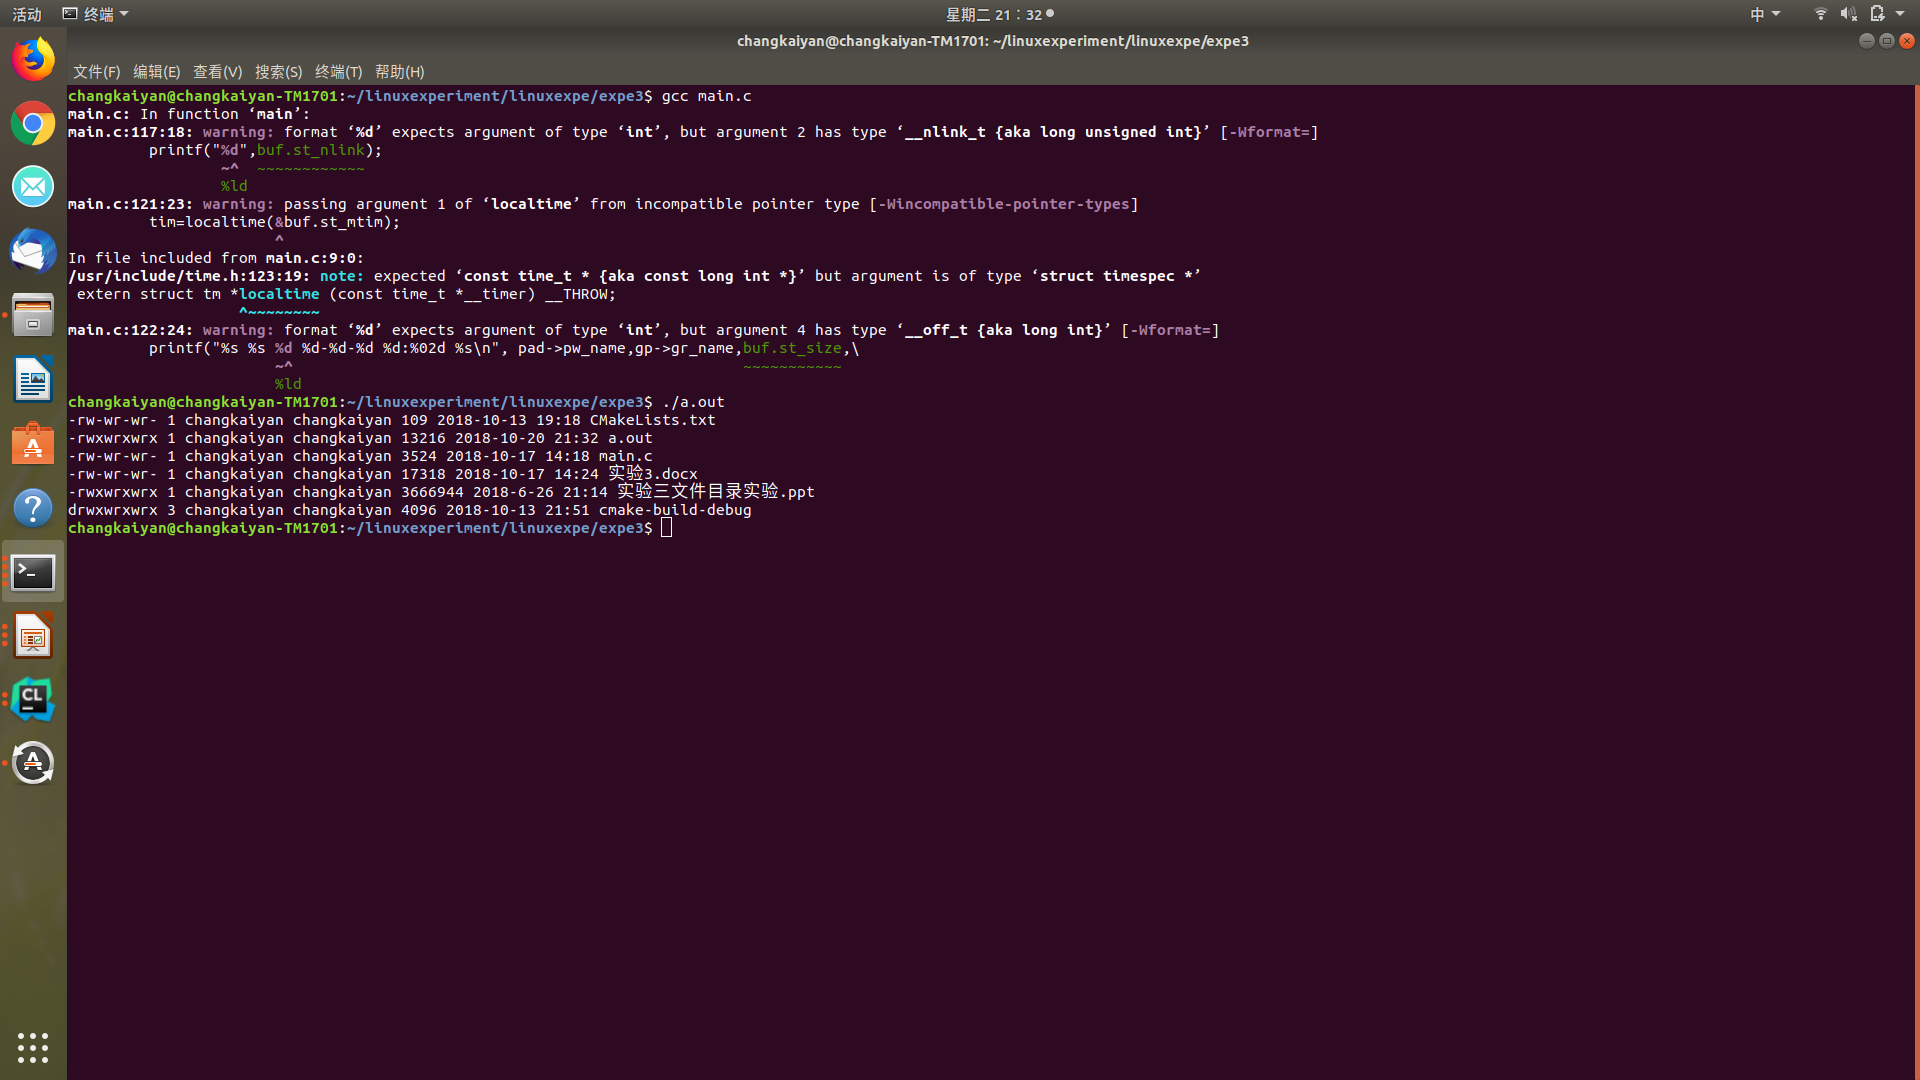 活动 终端 星期二 21：32 中
changkaiyan@changkaiyan-TM1701: ~/linuxexperiment/linuxexpe/expe3
文件(F) 编辑(E) 查看(V) 搜索(S) 终端(T) 帮助(H)
changkaiyan@changkaiyan-TM1701:~/linuxexperiment/linuxexpe/expe3$ gcc main.c
main.c: In function ‘main’:
main.c:117:18: warning: format ‘%d’ expects argument of type ‘int’, but argument 2 has type ‘__nlink_t {aka long unsigned int}’ [-Wformat=]
         printf("%d",buf.st_nlink);
                 ~^  ~~~~~~~~~~~~
                 %ld
main.c:121:23: warning: passing argument 1 of ‘localtime’ from incompatible pointer type [-Wincompatible-pointer-types]
         tim=localtime(&buf.st_mtim);
                       ^
In file included from main.c:9:0:
/usr/include/time.h:123:19: note: expected ‘const time_t * {aka const long int *}’ but argument is of type ‘struct timespec *’
 extern struct tm *localtime (const time_t *__timer) __THROW;
                   ^~~~~~~~~
main.c:122:24: warning: format ‘%d’ expects argument of type ‘int’, but argument 4 has type ‘__off_t {aka long int}’ [-Wformat=]
         printf("%s %s %d %d-%d-%d %d:%02d %s\n", pad->pw_name,gp->gr_name,buf.st_size,\
                       ~^                                                  ~~~~~~~~~~~
                       %ld
changkaiyan@changkaiyan-TM1701:~/linuxexperiment/linuxexpe/expe3$ ./a.out
-rw-wr-wr- 1 changkaiyan changkaiyan 109 2018-10-13 19:18 CMakeLists.txt
-rwxwrxwrx 1 changkaiyan changkaiyan 13216 2018-10-20 21:32 a.out
-rw-wr-wr- 1 changkaiyan changkaiyan 3524 2018-10-17 14:18 main.c
-rw-wr-wr- 1 changkaiyan changkaiyan 17318 2018-10-17 14:24 实验3.docx
-rwxwrxwrx 1 changkaiyan changkaiyan 3666944 2018-6-26 21:14 实验三文件目录实验.ppt
drwxwrxwrx 3 changkaiyan changkaiyan 4096 2018-10-13 21:51 cmake-build-debug
changkaiyan@changkaiyan-TM1701:~/linuxexperiment/linuxexpe/expe3$
CL